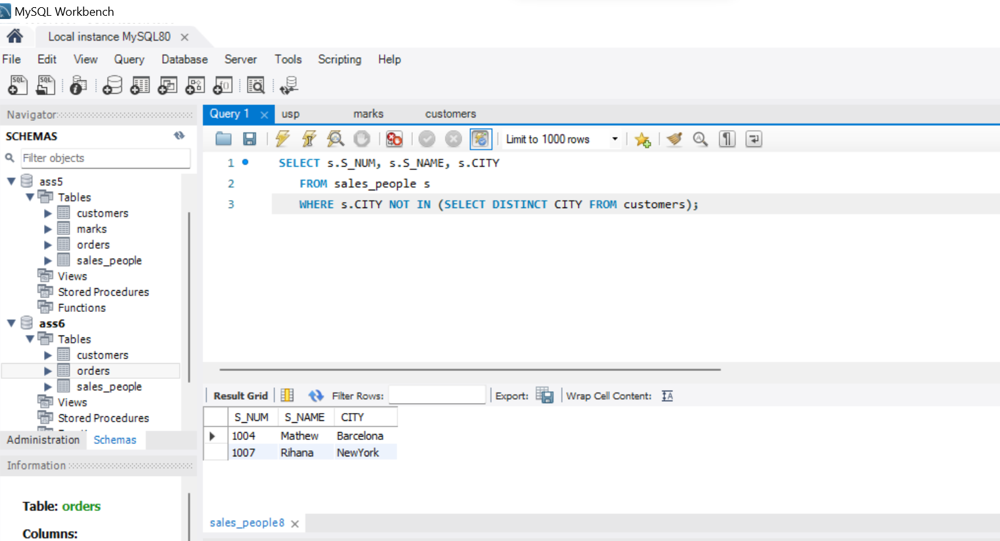 MySQL Workbench
Local instance MySQL80
File Edit View Query Database Server Tools Scripting Help
SQL SQL
Navigator
SCHEMAS
Filter objects
ass5
Tables
customers
marks
orders
sales_people
Views
Stored Procedures
Functions
ass6
Tables
customers
orders
sales_people
Views
Stored Procedures
Administration Schemas
Information
Table: orders
Columns:
Query 1 usp marks customers
Limit to 1000 rows
1 SELECT s.S_NUM, s.S_NAME, s.CITY
2 FROM sales_people s
3 WHERE s.CITY NOT IN (SELECT DISTINCT CITY FROM customers);
Result Grid Filter Rows: Export: Wrap Cell Content:
S_NUM S_NAME CITY
1004 Mathew Barcelona
1007 Rihana NewYork
sales_people8